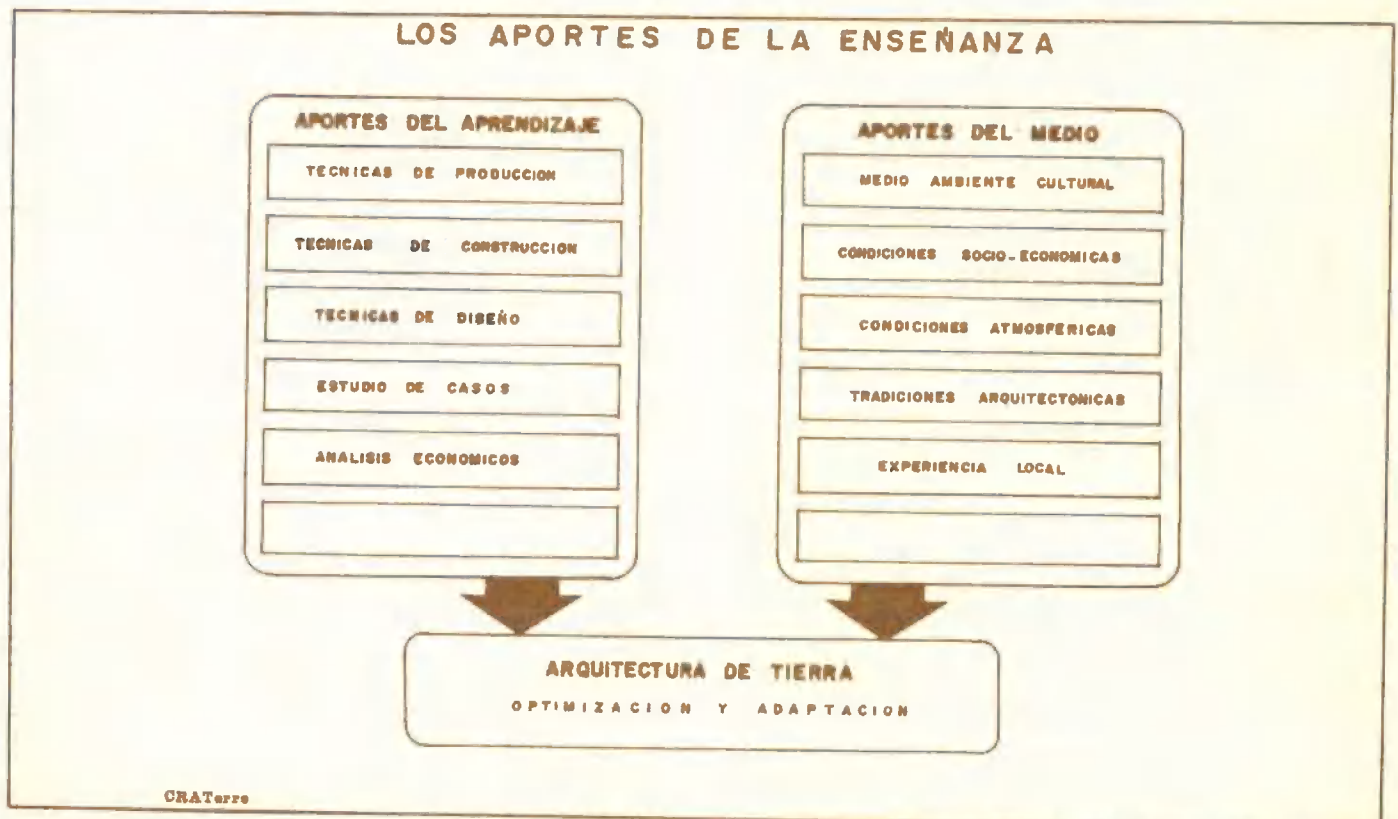 LOS APORTES DE LA ENSEÑANZA
APORTES DEL APRENDIZAJE
TECNICAS DE PRODUCCION
TECNICAS DE CONSTRUCCION
TECNICAS DE DISEÑO
ESTUDIO DE CASOS
ANALISIS ECONOMICOS
APORTES DEL MEDIO
MEDIO AMBIENTE CULTURAL
CONDICIONES SOCIO-ECONOMICAS
CONDICIONES ATMOSFERICAS
TRADICIONES ARQUITECTONICAS
EXPERIENCIA LOCAL
ARQUITECTURA DE TIERRA
OPTIMIZACION Y ADAPTACION
CRATerre